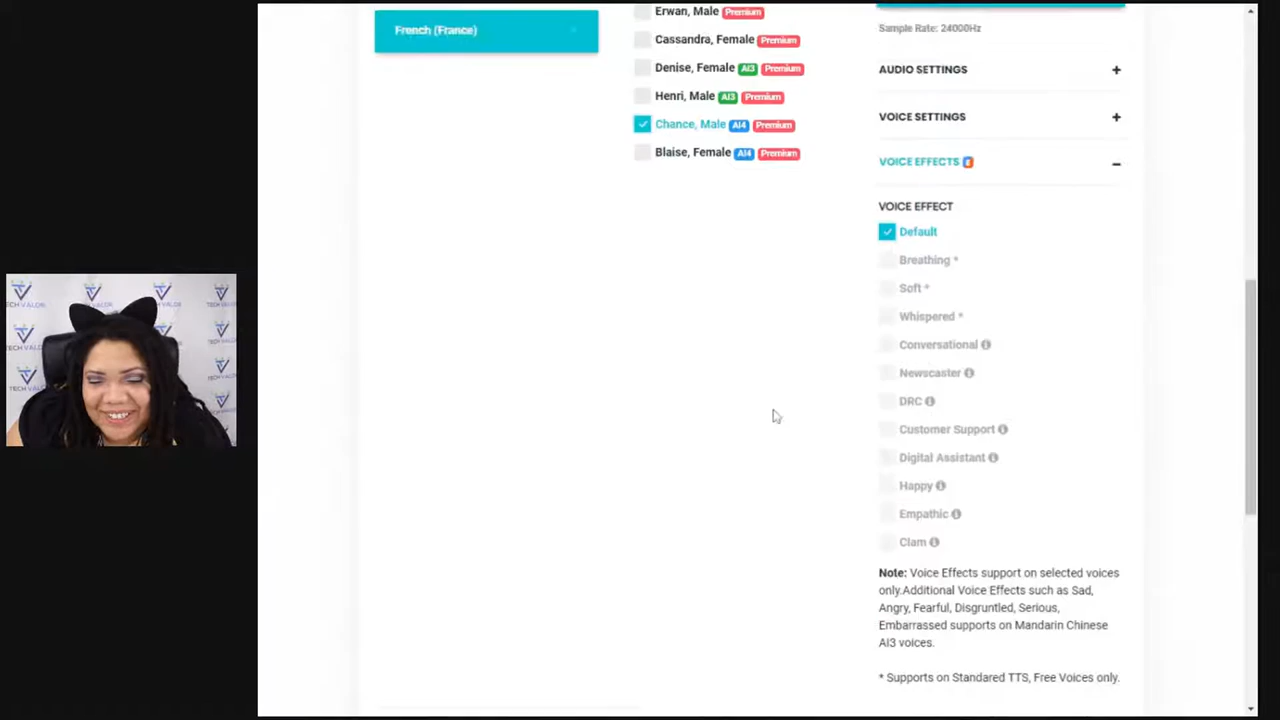 French (France)
Erwan, Male Premium
Cassandra, Female Premium
Denise, Female AI3 Premium
Henri, Male AI3 Premium
Chance, Male AI4 Premium
Blaise, Female AI4 Premium
Sample Rate: 24000Hz
AUDIO SETTINGS +
VOICE SETTINGS +
VOICE EFFECTS E −
VOICE EFFECT
Default
Breathing *
Soft *
Whispered *
Conversational
Newscaster
DRC
Customer Support
Digital Assistant
Happy
Empathic
Clam
Note: Voice Effects support on selected voices
only.Additional Voice Effects such as Sad,
Angry, Fearful, Disgruntled, Serious,
Embarrassed supports on Mandarin Chinese
AI3 voices.
* Supports on Standared TTS, Free Voices only.
TECH VALOR